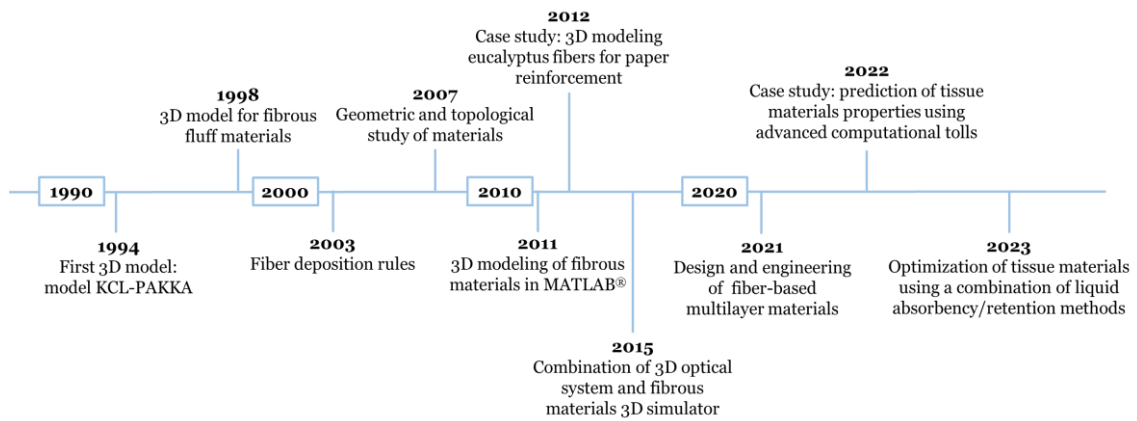 2012
Case study: 3D modeling
eucalyptus fibers for paper
reinforcement
1998
3D model for fibrous
fluff materials
2007
Geometric and topological
study of materials
2022
Case study: prediction of tissue
materials properties using
advanced computational tolls
1990
2000
2010
2020
1994
First 3D model:
model KCL-PAKKA
2003
Fiber deposition rules
2011
3D modeling of fibrous
materials in MATLAB®
2021
Design and engineering
of fiber-based
multilayer materials
2023
Optimization of tissue materials
using a combination of liquid
absorbency/retention methods
2015
Combination of 3D optical
system and fibrous
materials 3D simulator